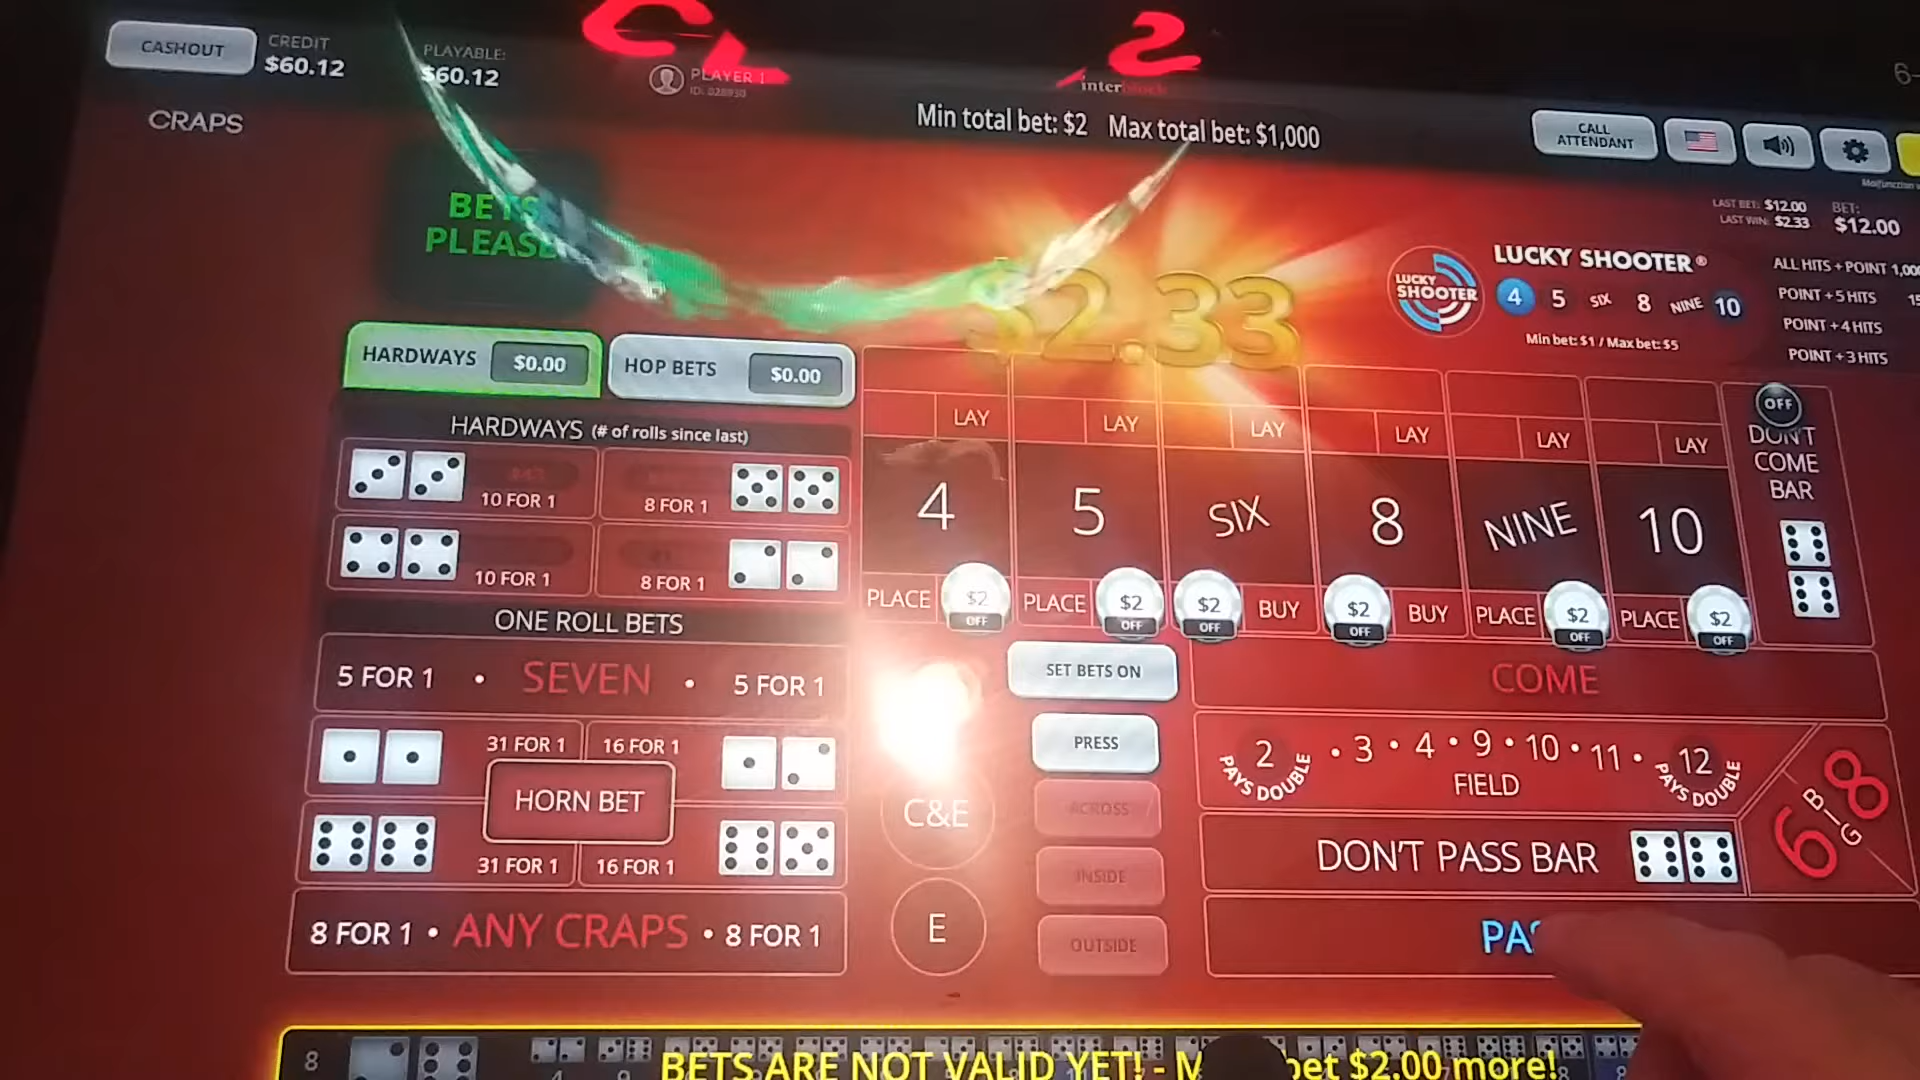 CASHOUT
CREDIT
$60.12
PLAYABLE:
$60.12
PLAYER 1
ID: 028930
interblock
CRAPS
Min total bet: $2 Max total bet: $1,000
CALL
ATTENDANT
LAST BET: $12.00
LAST WIN: $2.33
BET:
$12.00
BETS
PLEASE
$2.33
LUCKY
SHOOTER
LUCKY SHOOTER®
4 5 SIX 8 NINE 10
Min bet: $1 / Max bet: $5
ALL HITS + POINT
POINT + 5 HITS
POINT + 4 HITS
POINT + 3 HITS
HARDWAYS $0.00
HOP BETS $0.00
HARDWAYS (# of rolls since last)
10 FOR 1
8 FOR 1
10 FOR 1
8 FOR 1
ONE ROLL BETS
5 FOR 1 • SEVEN • 5 FOR 1
31 FOR 1 16 FOR 1
HORN BET
31 FOR 1 16 FOR 1
8 FOR 1 • ANY CRAPS • 8 FOR 1
LAY LAY LAY LAY LAY LAY
4 5 SIX 8 NINE 10
PLACE $2 OFF
PLACE $2 OFF
$2 OFF BUY
$2 OFF BUY
PLACE $2 OFF
PLACE $2 OFF
OFF
DON'T
COME
BAR
SET BETS ON
PRESS
ACROSS
INSIDE
OUTSIDE
C&E
E
COME
2 • 3 • 4 • 9 • 10 • 11 • 12
PAYS DOUBLE
PAYS DOUBLE
FIELD
DON'T PASS BAR
6 BIG 8
8
BETS ARE NOT VALID YET! - bet $2.00 more!